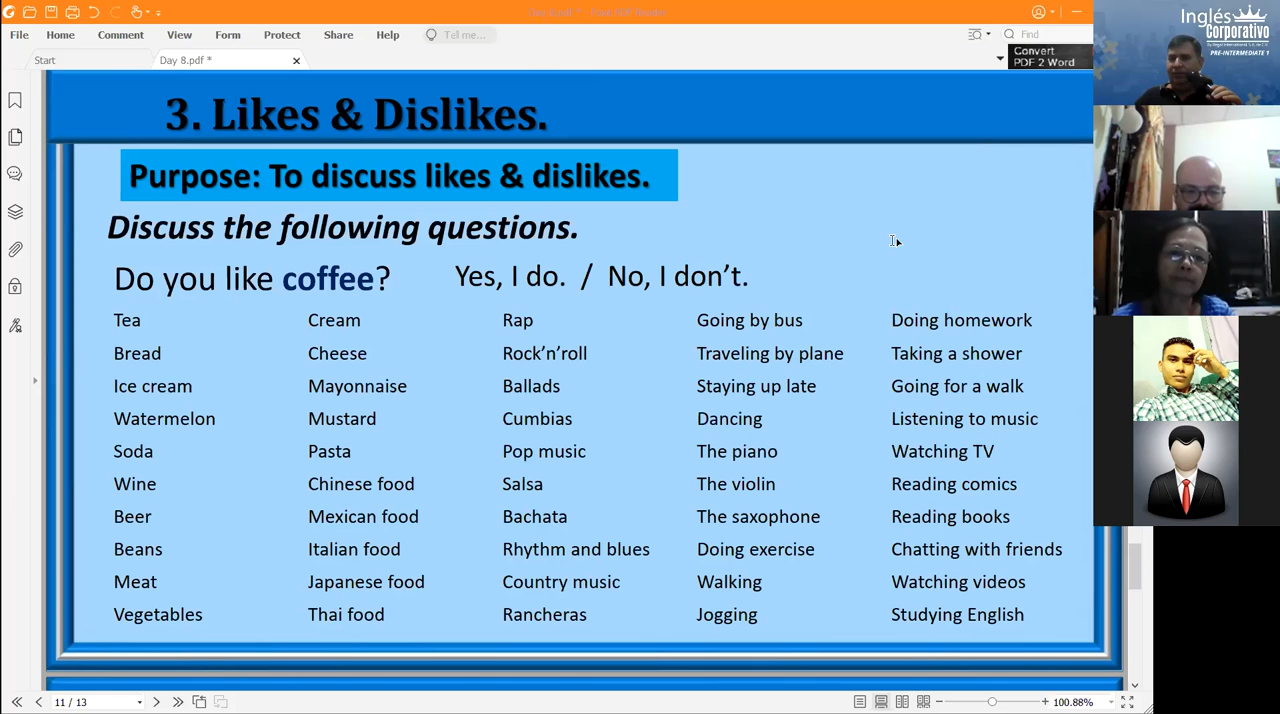 File Home Comment View Form Protect Share Help Tell me... Find
Start Day 8.pdf * Convert
PDF 2 Word
Inglés
Corporativo
PRE-INTERMEDIATE 1
3. Likes & Dislikes.
Purpose: To discuss likes & dislikes.
Discuss the following questions.
Do you like coffee? Yes, I do. / No, I don’t.
Tea Cream Rap Going by bus Doing homework
Bread Cheese Rock’n’roll Traveling by plane Taking a shower
Ice cream Mayonnaise Ballads Staying up late Going for a walk
Watermelon Mustard Cumbias Dancing Listening to music
Soda Pasta Pop music The piano Watching TV
Wine Chinese food Salsa The violin Reading comics
Beer Mexican food Bachata The saxophone Reading books
Beans Italian food Rhythm and blues Doing exercise Chatting with friends
Meat Japanese food Country music Walking Watching videos
Vegetables Thai food Rancheras Jogging Studying English
11 / 13 100.88%